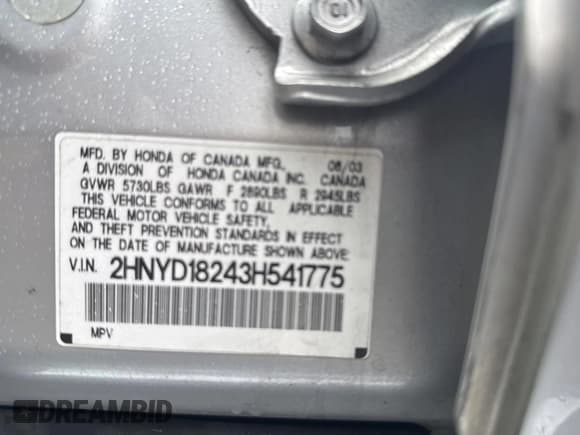 MFD. BY HONDA OF CANADA MFG., 08/03
A DIVISION OF HONDA CANADA INC. CANADA
GVWR 5730LBS GAWR F 2890LBS R 2945LBS
THIS VEHICLE CONFORMS TO ALL APPLICABLE
FEDERAL MOTOR VEHICLE SAFETY,
AND THEFT PREVENTION STANDARDS IN EFFECT
ON THE DATE OF MANUFACTURE SHOWN ABOVE.
V.I.N. 2HNYD18243H541775
MPV
DREAMBID